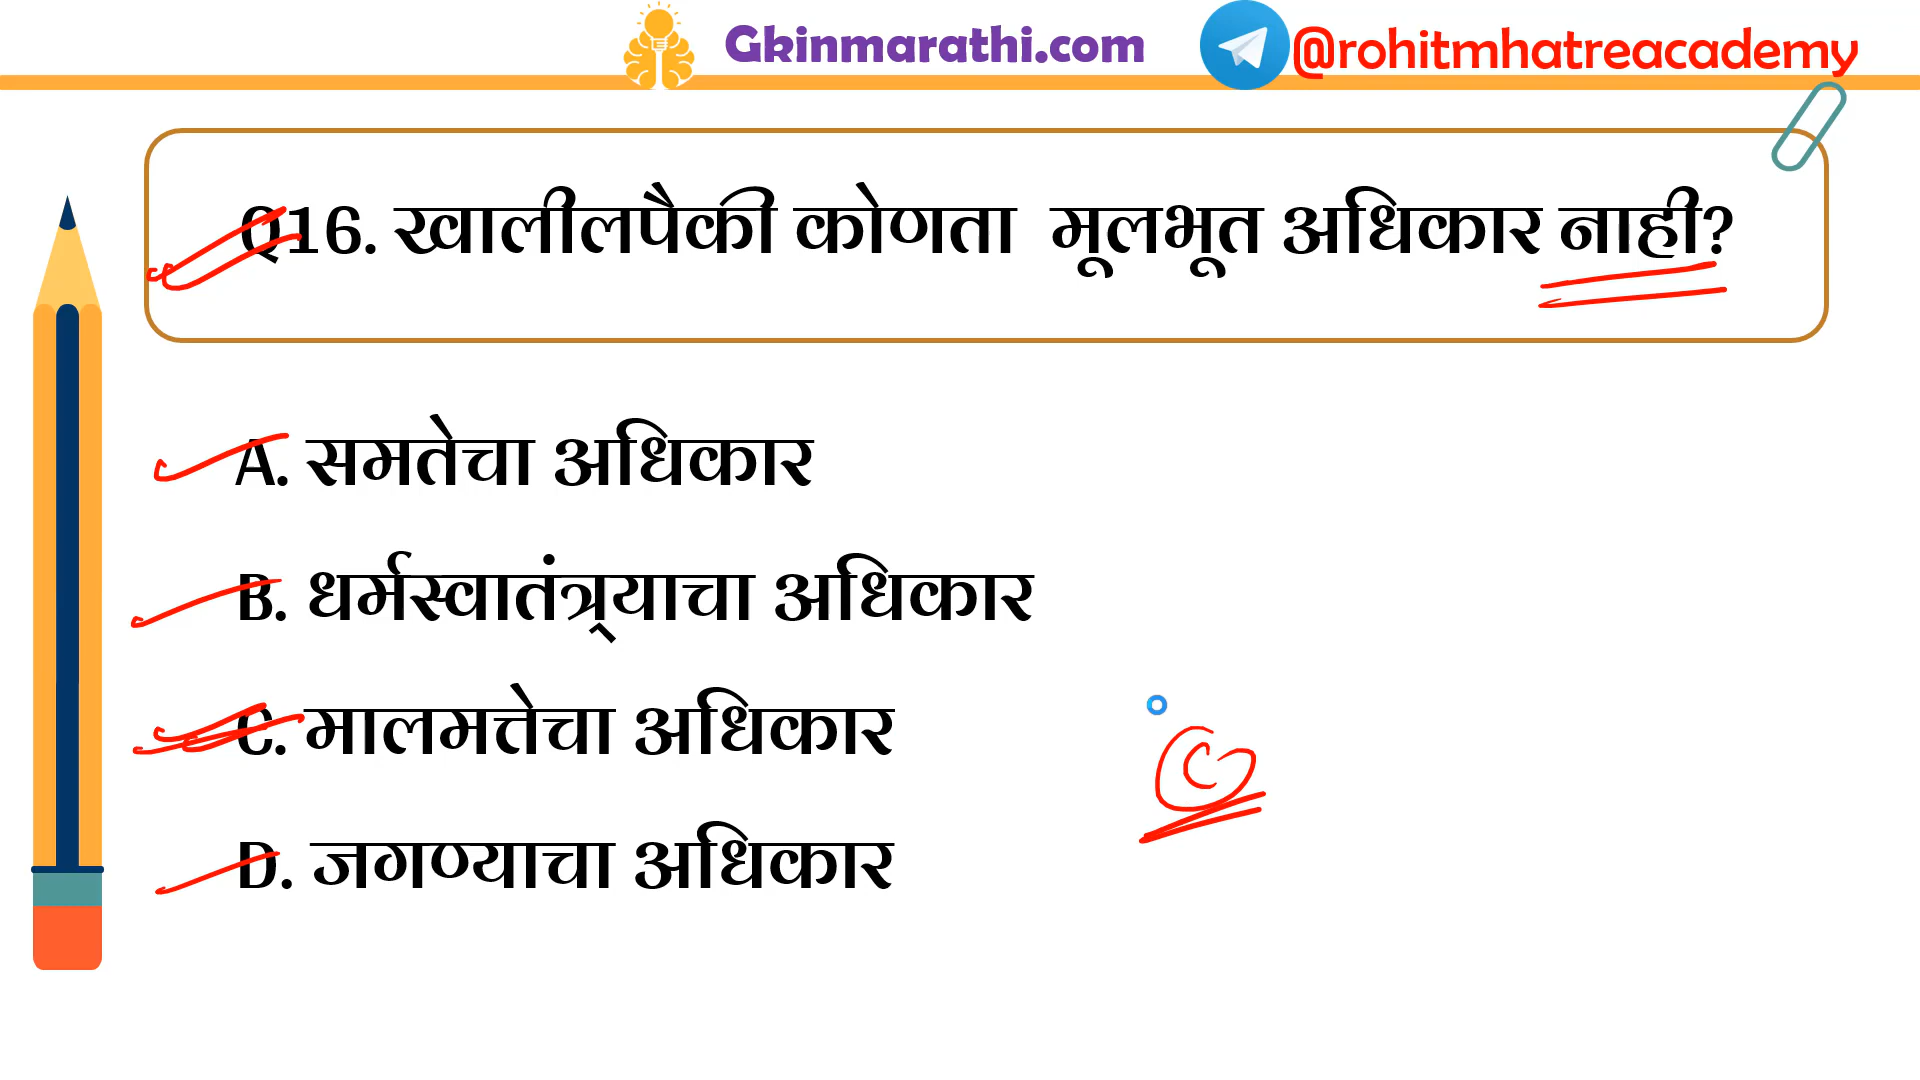 Gkinmarathi.com @rohitmhatreacademy
Q16. खालीलपैकी कोणता मूलभूत अधिकार नाही?
A. समतेचा अधिकार
B. धर्मस्वातंत्र्याचा अधिकार
C. मालमत्तेचा अधिकार
C
D. जगण्याचा अधिकार